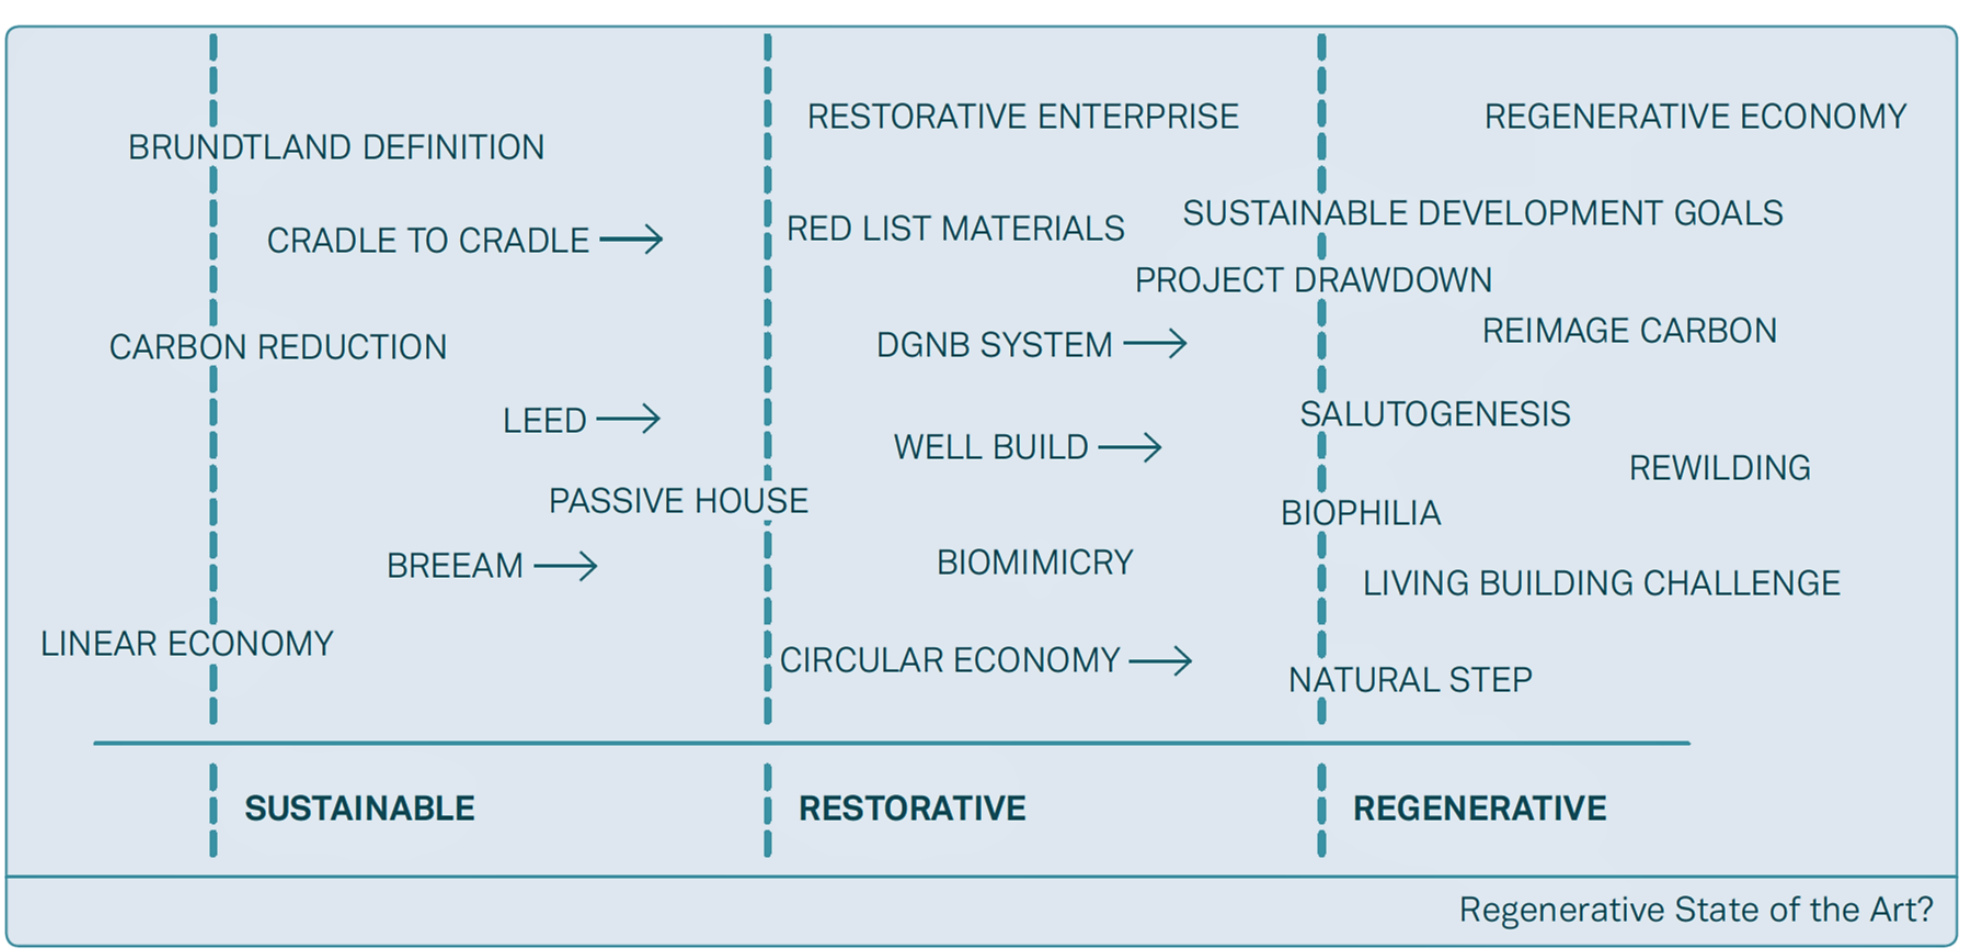 BRUNDTLAND DEFINITION
CRADLE TO CRADLE
CARBON REDUCTION
LEED
PASSIVE HOUSE
BREEAM
LINEAR ECONOMY
RESTORATIVE ENTERPRISE
RED LIST MATERIALS
DGNB SYSTEM
WELL BUILD
BIOMIMICRY
CIRCULAR ECONOMY
REGENERATIVE ECONOMY
SUSTAINABLE DEVELOPMENT GOALS
PROJECT DRAWDOWN
REIMAGE CARBON
SALUTOGENESIS
REWILDING
BIOPHILIA
LIVING BUILDING CHALLENGE
NATURAL STEP
SUSTAINABLE
RESTORATIVE
REGENERATIVE
Regenerative State of the Art?